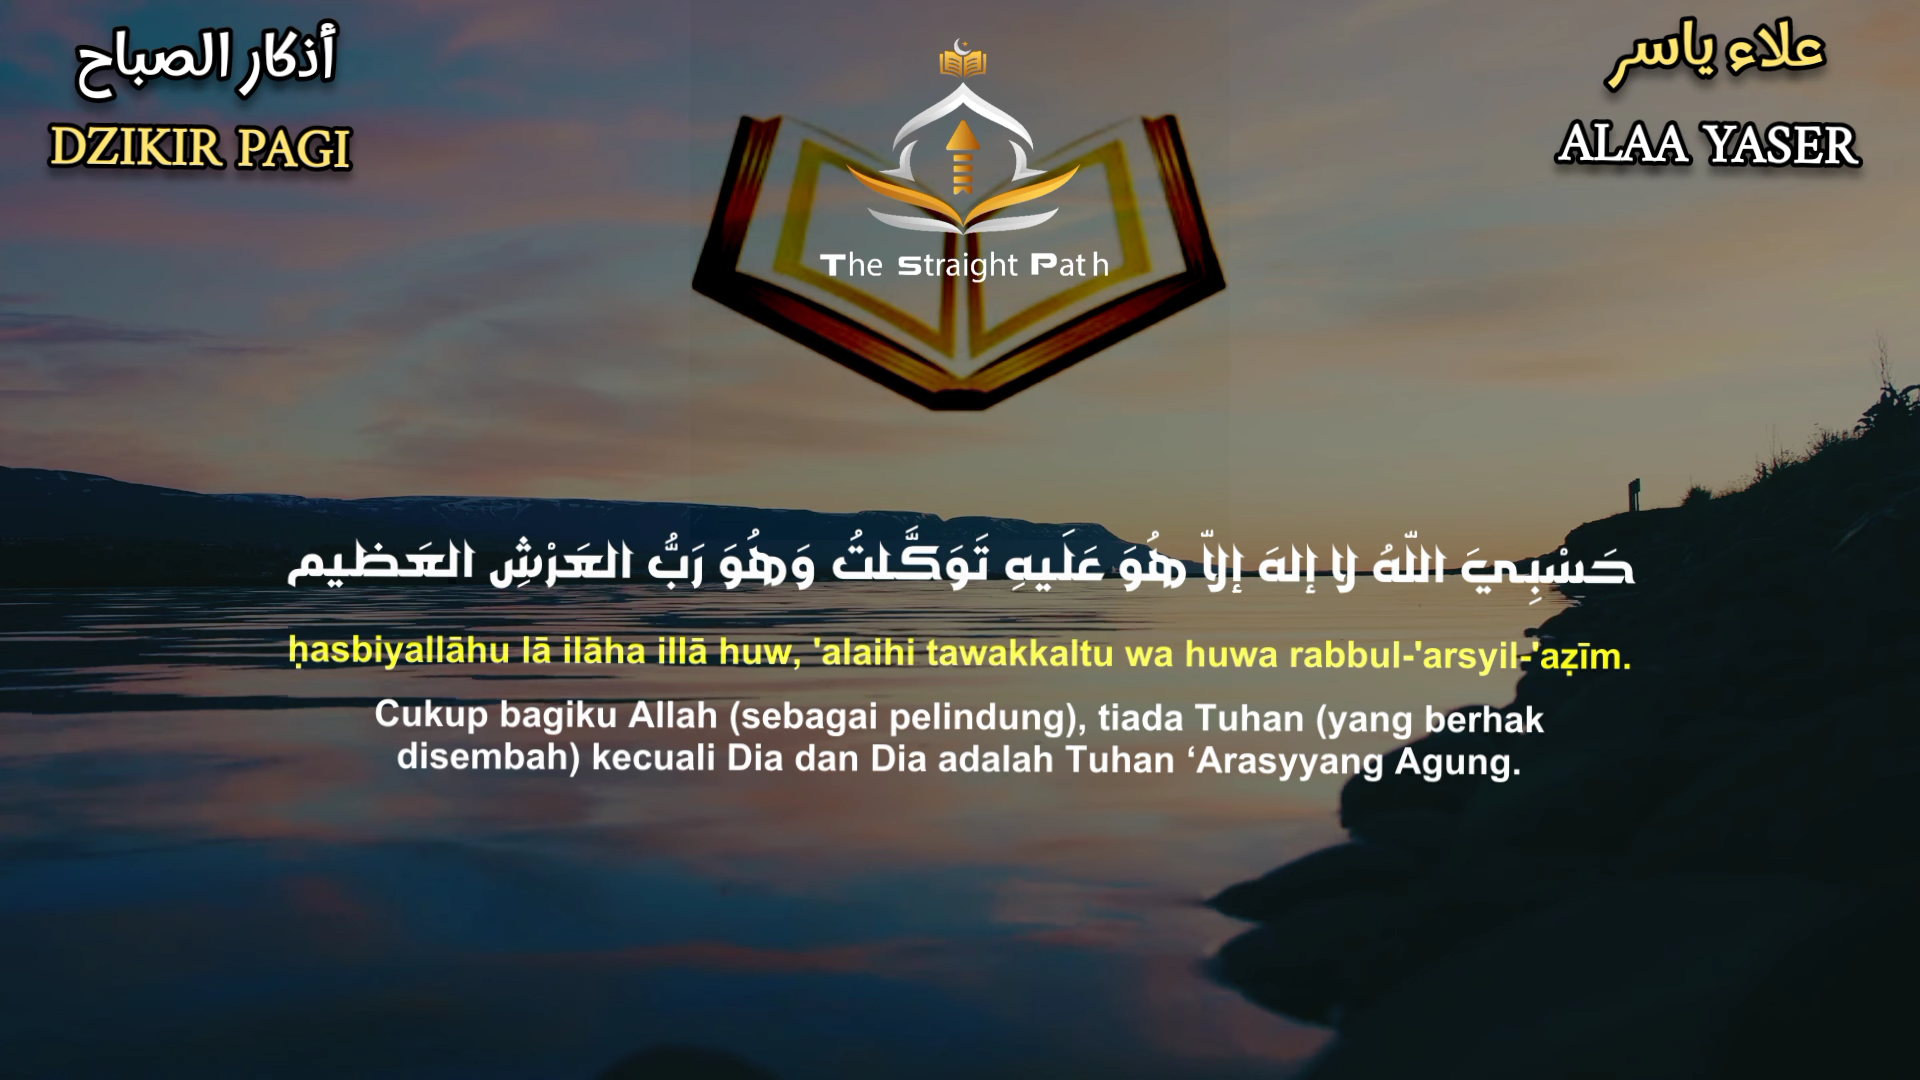 أذكار الصباح
DZIKIR PAGI
علاء ياسر
ALAA YASER
The Straight Path
حَسْبِيَ اللّهُ لا إلهَ إلاّ هُوَ عَلَيهِ تَوَكَّلتُ وَهُوَ رَبُّ العَرْشِ العَظيم
ḥasbiyallāhu lā ilāha illā huw, 'alaihi tawakkaltu wa huwa rabbul-'arsyil-'aẓīm.
Cukup bagiku Allah (sebagai pelindung), tiada Tuhan (yang berhak
disembah) kecuali Dia dan Dia adalah Tuhan ‘Arasyyang Agung.